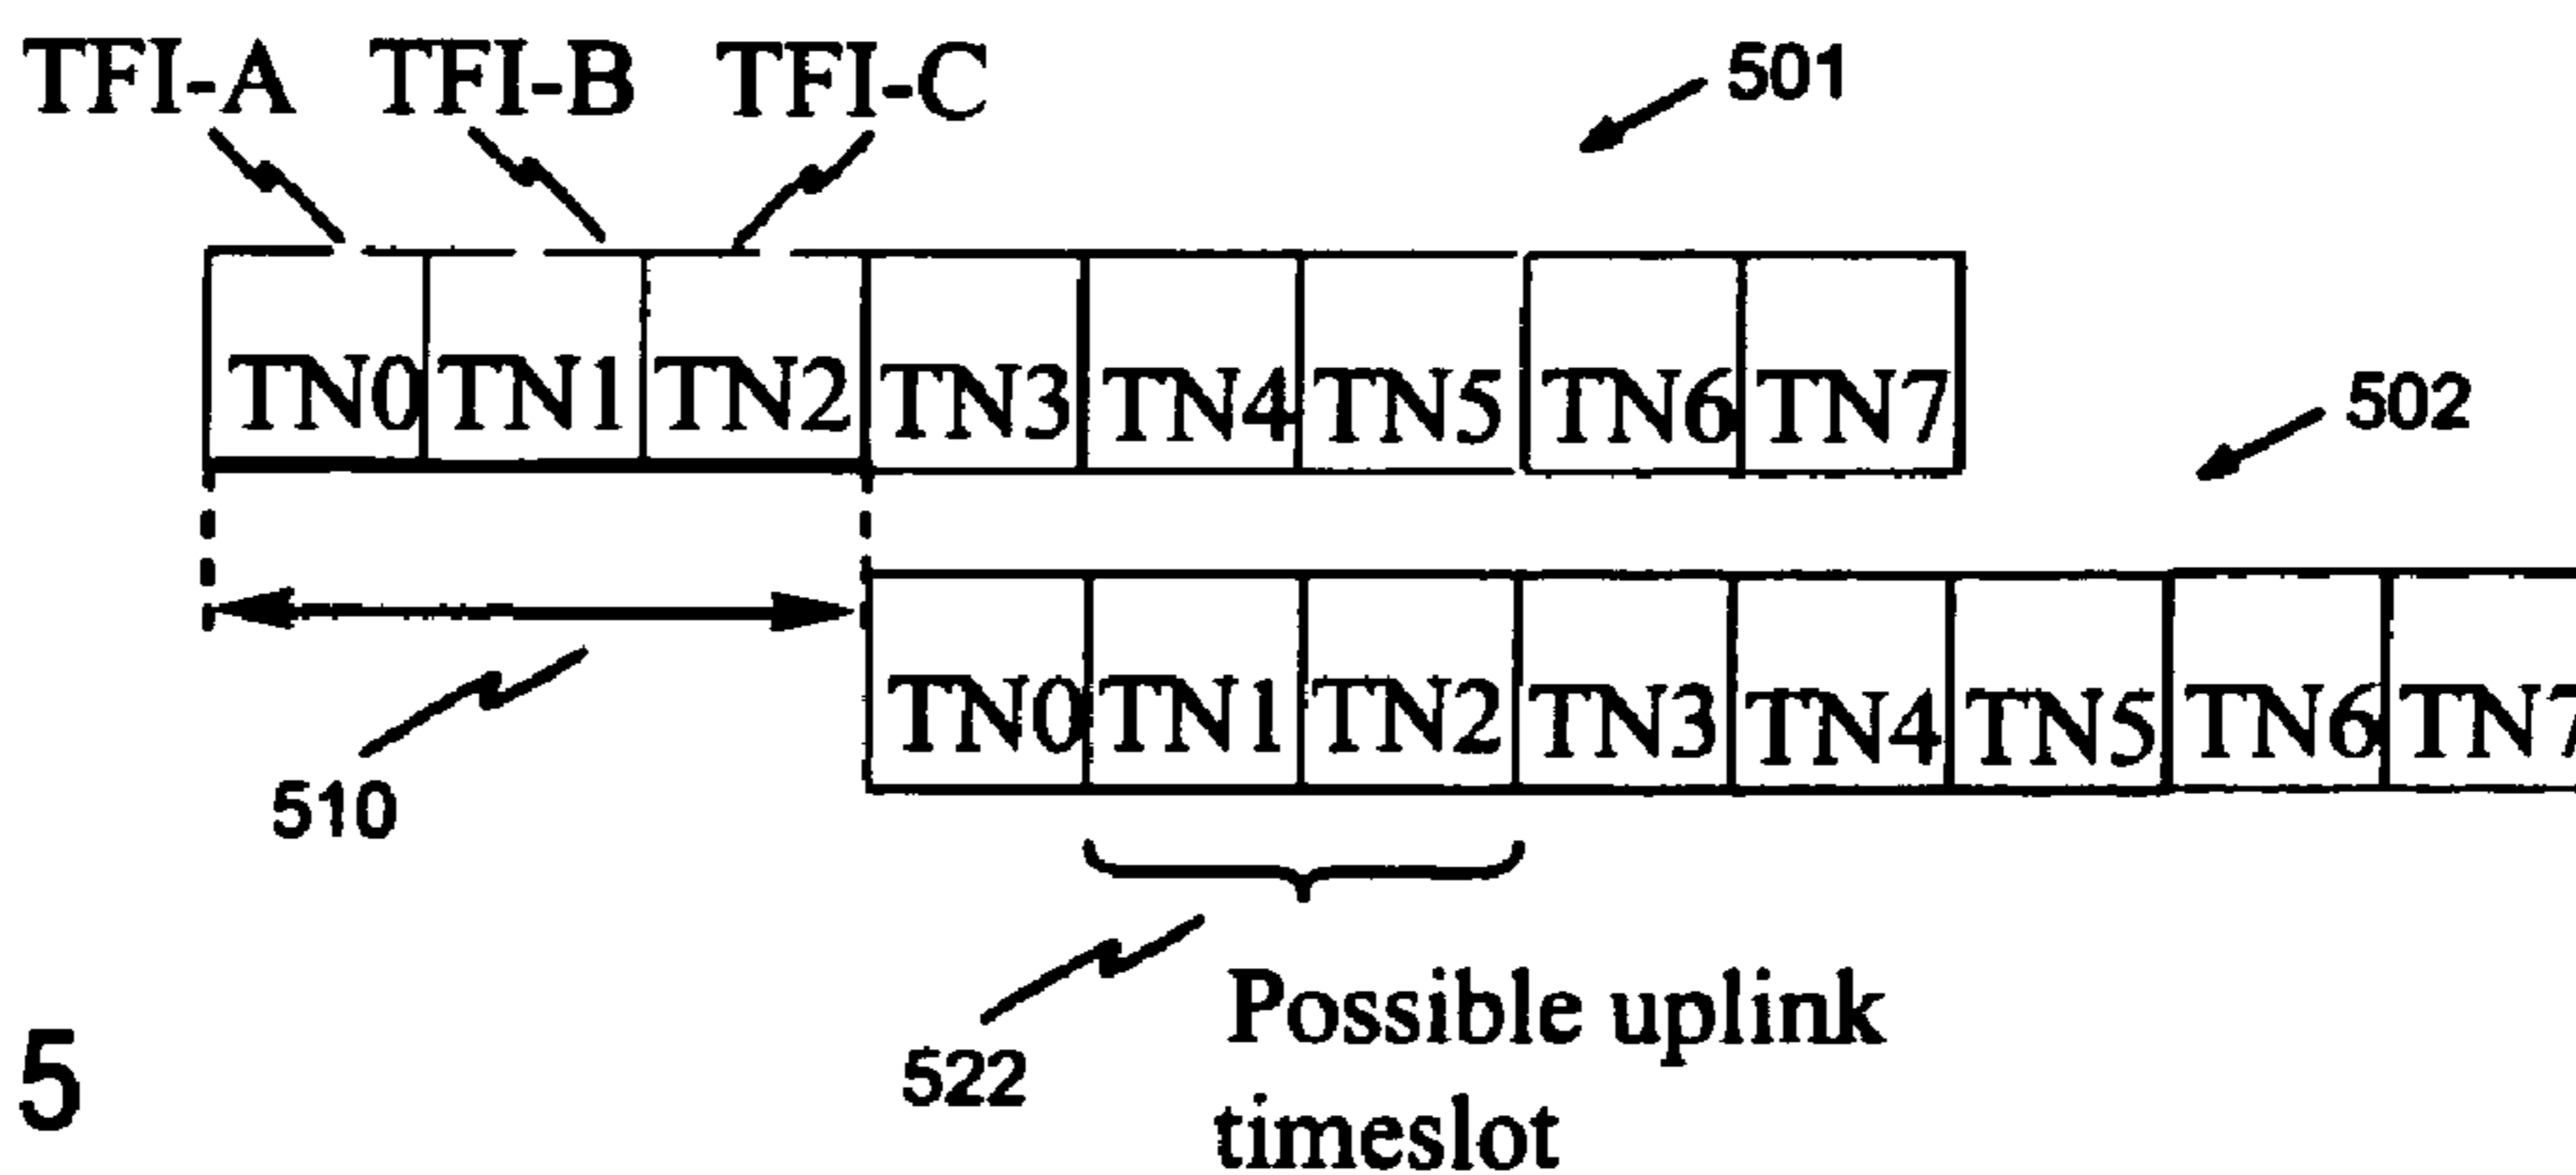 TFI-A TFI-B TFI-C
501
TN0 TN1 TN2 TN3 TN4 TN5 TN6 TN7
502
TN0 TN1 TN2 TN3 TN4 TN5 TN6 TN7
510
522
Possible uplink
timeslot
5